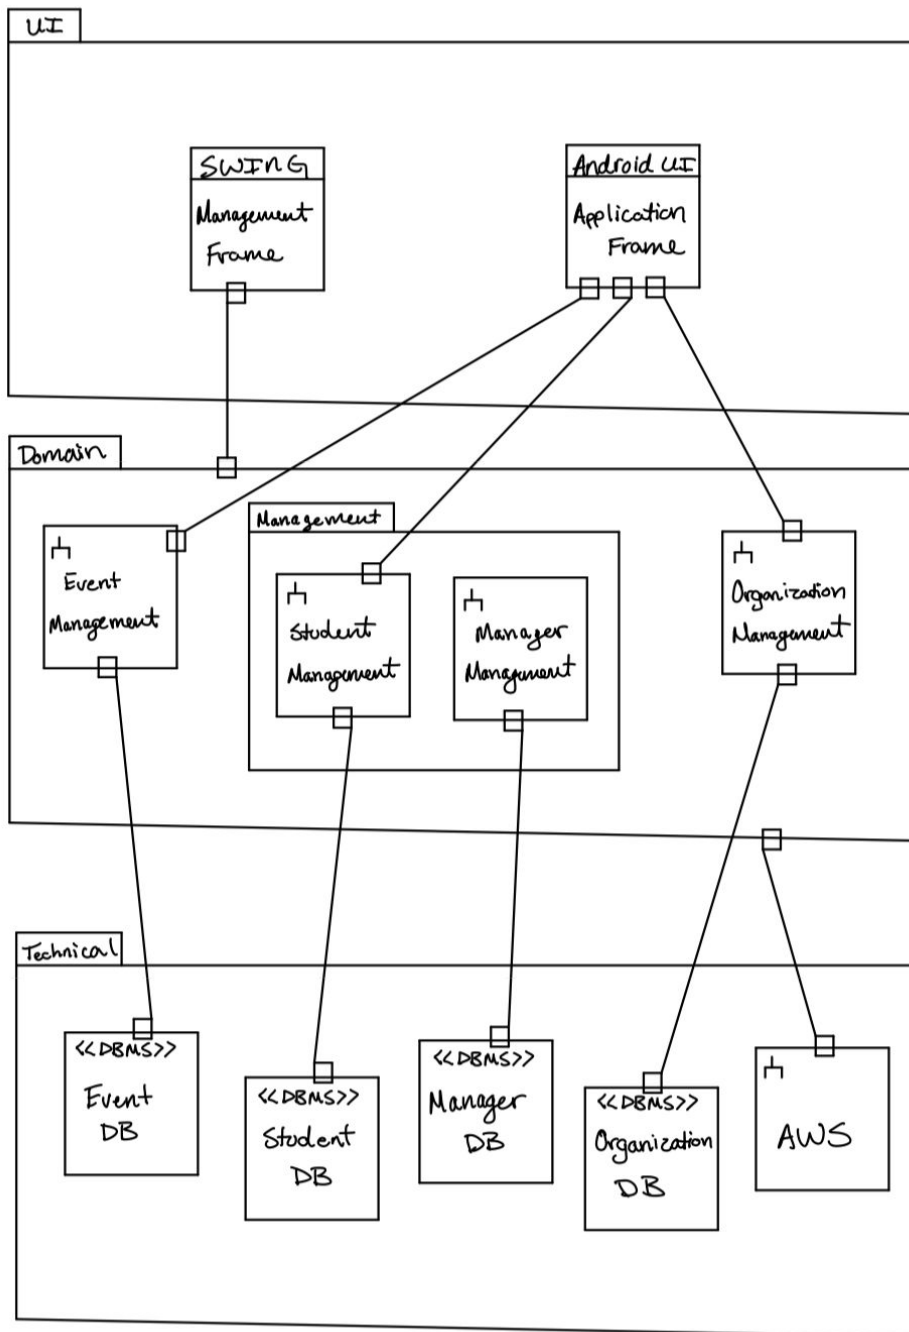 UI
SWING
Management
Frame
Android UI
Application
Frame
Domain
Event
Management
Management
Student
Management
Manager
Management
Organization
Management
Technical
<<DBMS>>
Event
DB
<<DBMS>>
Student
DB
<<DBMS>>
Manager
DB
<<DBMS>>
Organization
DB
AWS